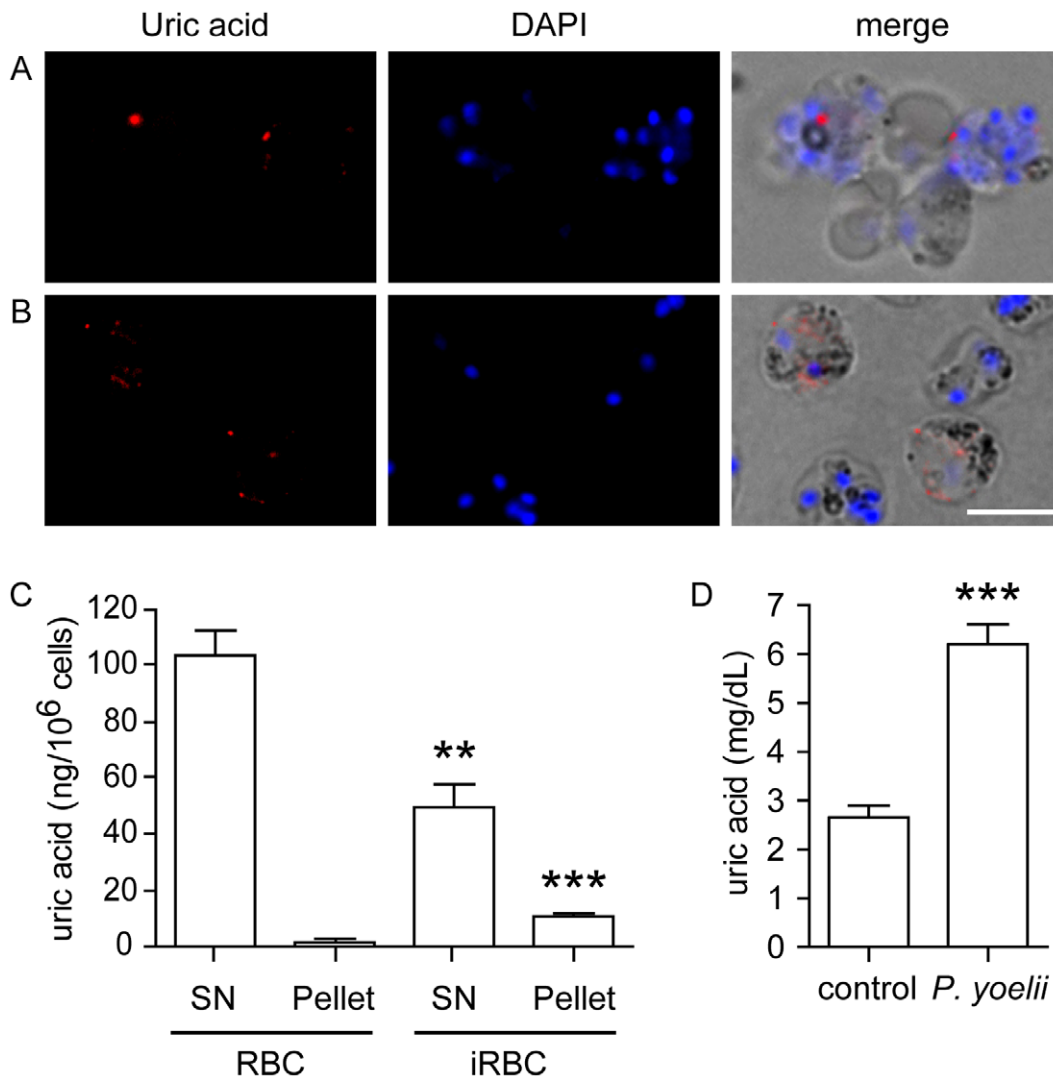 Uric acid DAPI merge
A
B
C
uric acid (ng/10⁶ cells)
120
100
80
60
40
20
0
**
***
SN Pellet SN Pellet
RBC iRBC
D
uric acid (mg/dL)
7
6
5
4
3
2
1
0
***
control P. yoelii